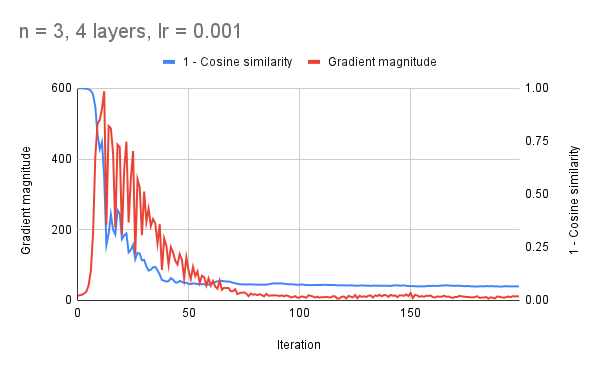 n = 3, 4 layers, lr = 0.001
1 - Cosine similarity
Gradient magnitude
600
400
200
0
Gradient magnitude
1.00
0.75
0.50
0.25
0.00
1 - Cosine similarity
0
50
100
150
Iteration